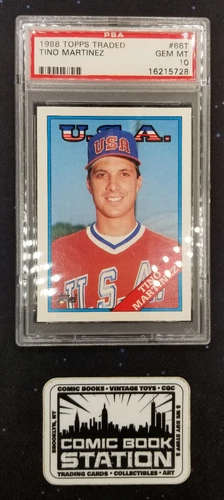 PSA
1988 TOPPS TRADED #66T
TINO MARTINEZ GEM MT
10
16215728
U.S.A.
USA
U.S.A.
TINO
MARTINEZ
COMIC BOOKS • VINTAGE TOYS • CGC
BROOKLYN, NY
COMIC BOOK
STATION
TRADING CARDS • COLLECTIBLES • ART